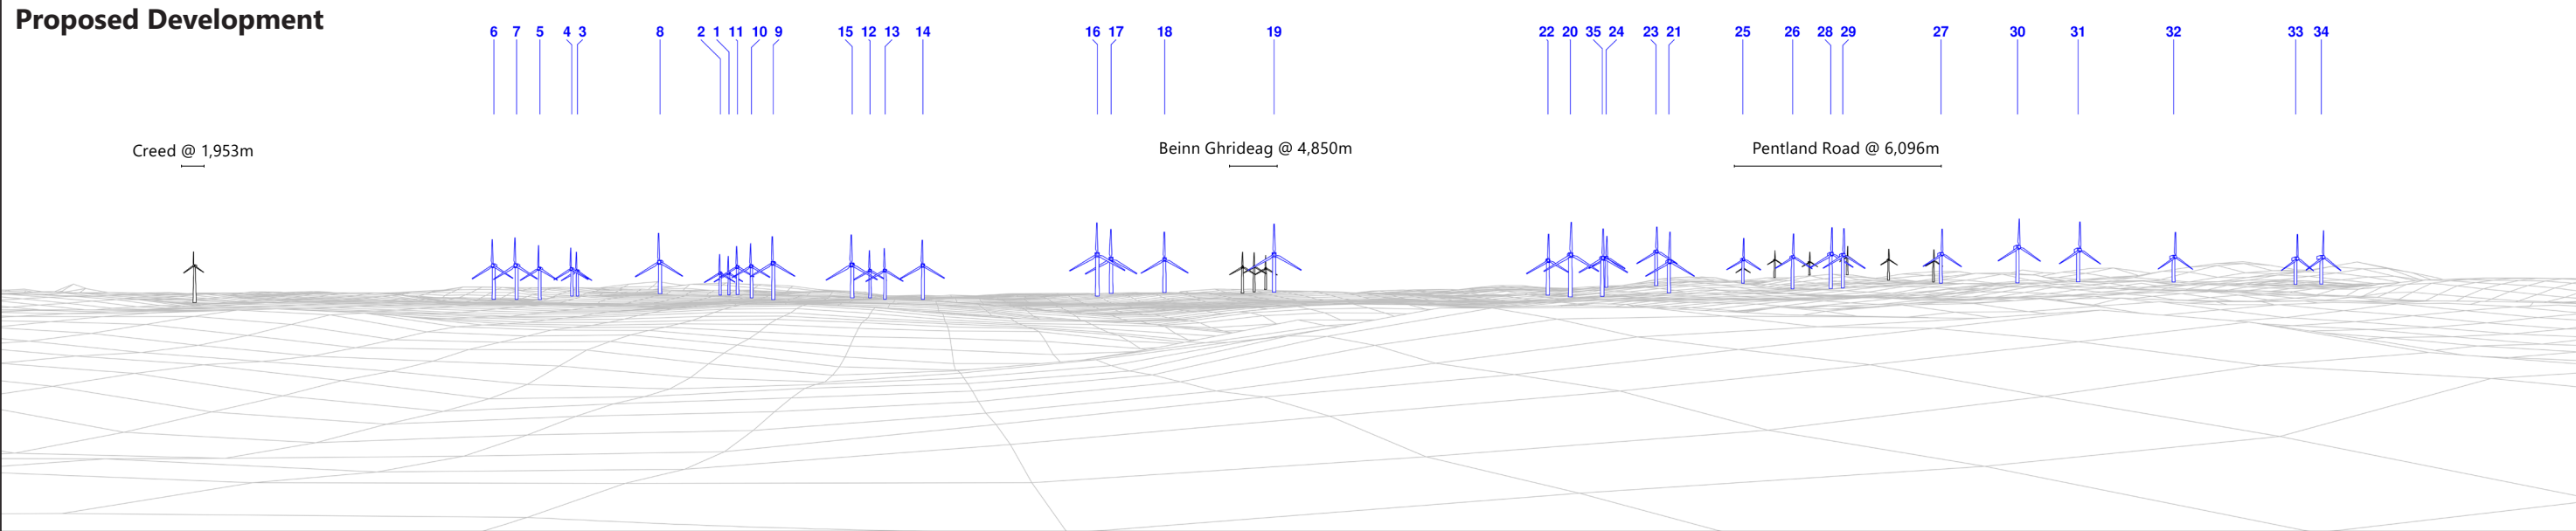 Proposed Development
6 7 5 4 3 8 2 1 11 10 9 15 12 13 14 16 17 18 19 22 20 35 24 23 21 25 26 28 29 27 30 31 32 33 34
Creed @ 1,953m
Beinn Ghrideag @ 4,850m
Pentland Road @ 6,096m